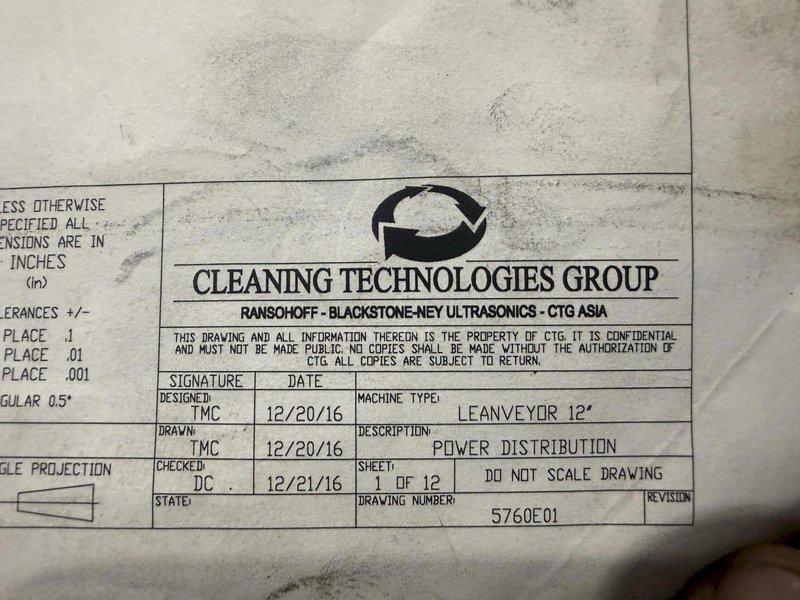 LESS OTHERWISE
PECIFIED ALL
ENSIONS ARE IN
INCHES
(in)
LERANCES +/-
PLACE .1
PLACE .01
PLACE .001
GULAR 0.5°
GLE PROJECTION
CLEANING TECHNOLOGIES GROUP
RANSOHOFF - BLACKSTONE-NEY ULTRASONICS - CTG ASIA
THIS DRAWING AND ALL INFORMATION THEREON IS THE PROPERTY OF CTG. IT IS CONFIDENTIAL
AND MUST NOT BE MADE PUBLIC. NO COPIES SHALL BE MADE WITHOUT THE AUTHORIZATION OF
CTG. ALL COPIES ARE SUBJECT TO RETURN.
SIGNATURE DATE
DESIGNED: TMC 12/20/16
MACHINE TYPE: LEANVEYOR 12"
DRAWN: TMC 12/20/16
DESCRIPTION: POWER DISTRIBUTION
CHECKED: DC . 12/21/16
SHEET: 1 OF 12 DO NOT SCALE DRAWING
STATE:
DRAWING NUMBER: 5760E01
REVISION